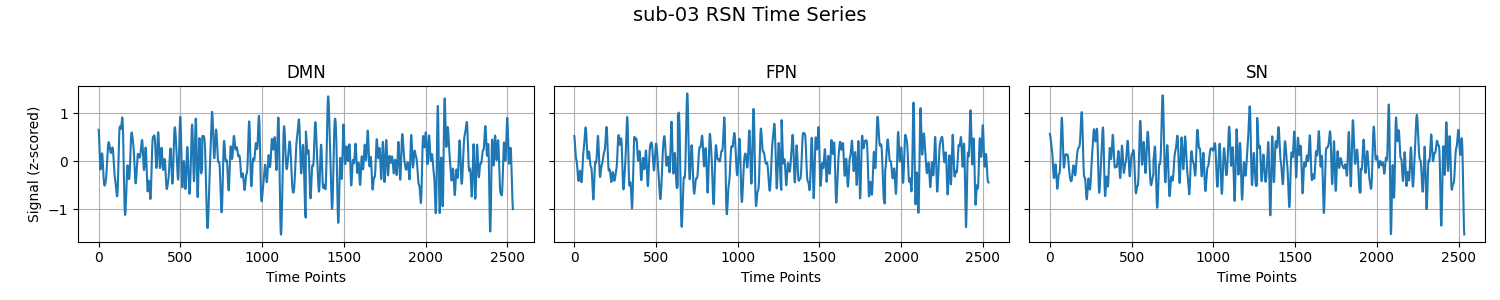 sub-03 RSN Time Series
DMN
FPN
SN
Signal (z-scored)
1
0
−1
0 500 1000 1500 2000 2500
0 500 1000 1500 2000 2500
0 500 1000 1500 2000 2500
Time Points
Time Points
Time Points